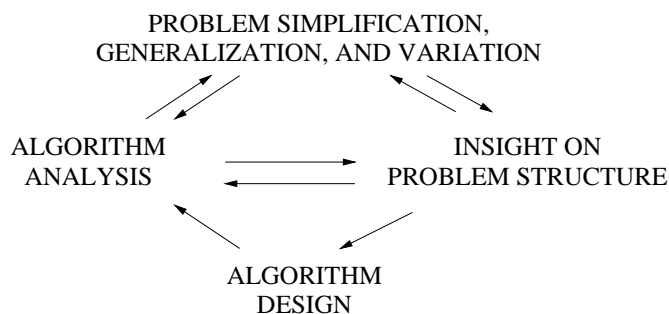 PROBLEM SIMPLIFICATION,
GENERALIZATION, AND VARIATION
ALGORITHM
ANALYSIS
INSIGHT ON
PROBLEM STRUCTURE
ALGORITHM
DESIGN